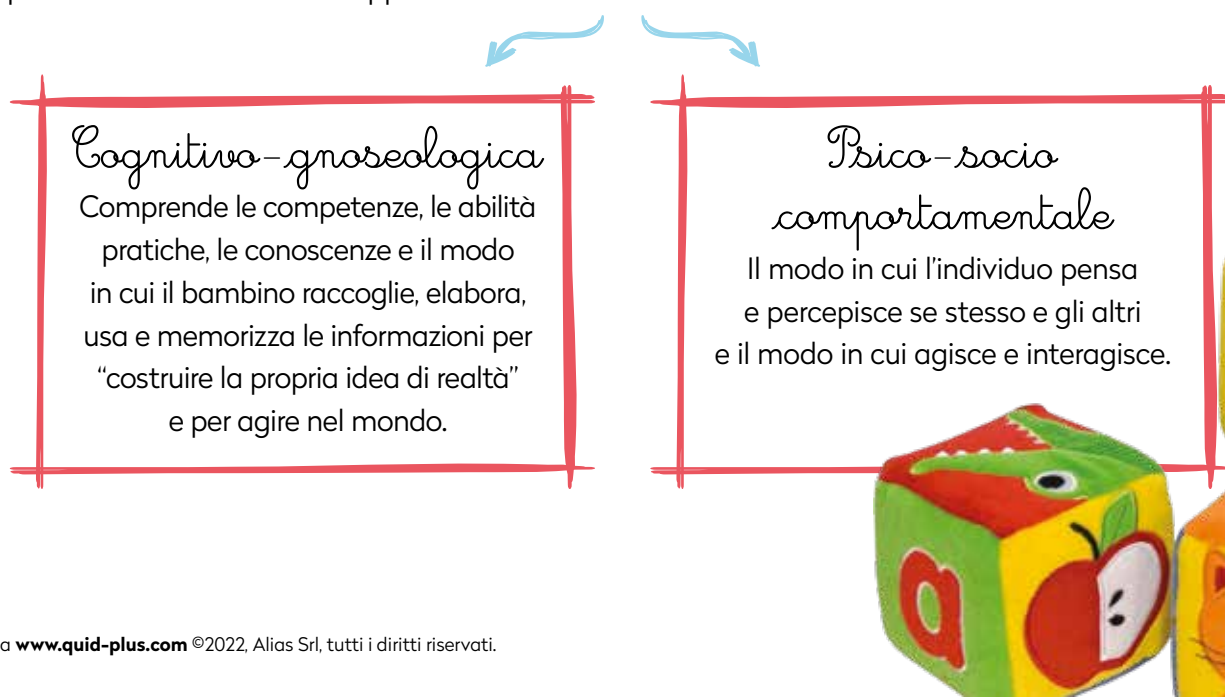 Cognitivo-gnoseologica
Comprende le competenze, le abilità
pratiche, le conoscenze e il modo
in cui il bambino raccoglie, elabora,
usa e memorizza le informazioni per
“costruire la propria idea di realtà”
e per agire nel mondo.
Psico-socio
comportamentale
Il modo in cui l’individuo pensa
e percepisce se stesso e gli altri
e il modo in cui agisce e interagisce.
a
a www.quid-plus.com ©2022, Alias Srl, tutti i diritti riservati.